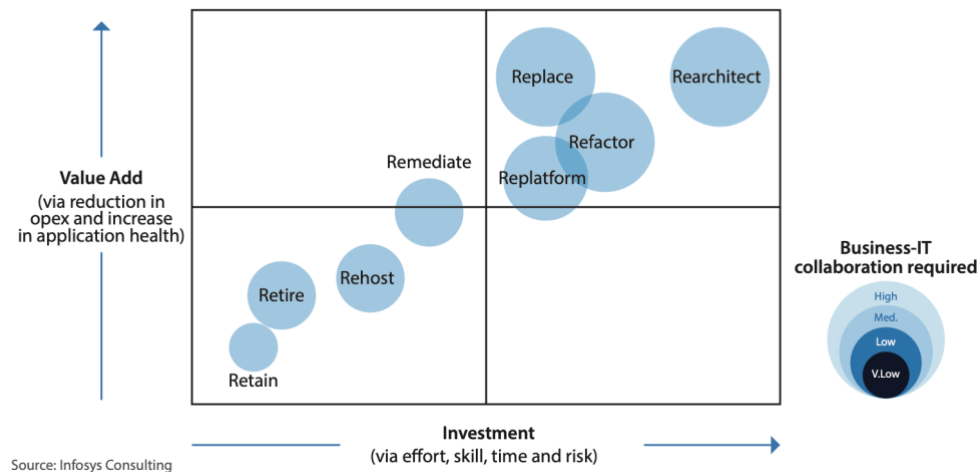 Value Add
(via reduction in
opex and increase
in application health)
Replace
Rearchitect
Refactor
Replatform
Remediate
Rehost
Retire
Retain
Business-IT
collaboration required
High
Med.
Low
V.Low
Investment
(via effort, skill, time and risk)
Source: Infosys Consulting